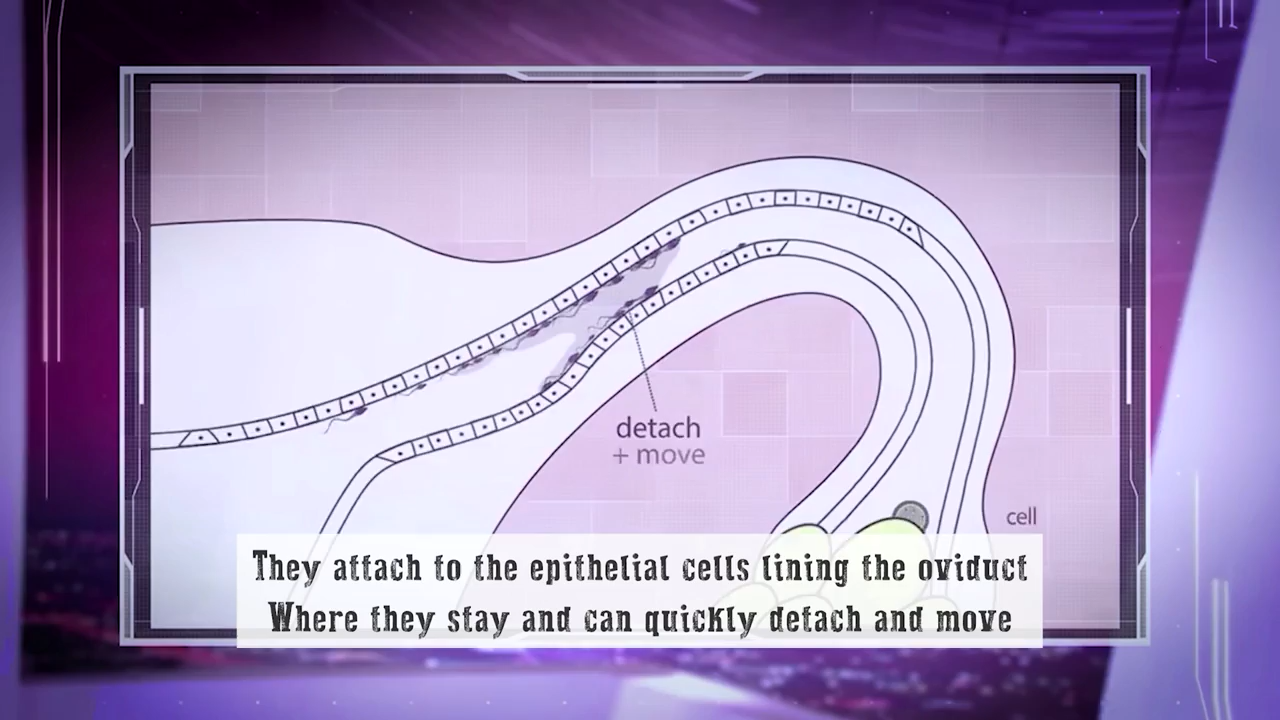 detach
+ move
cell
They attach to the epithelial cells lining the oviduct
Where they stay and can quickly detach and move